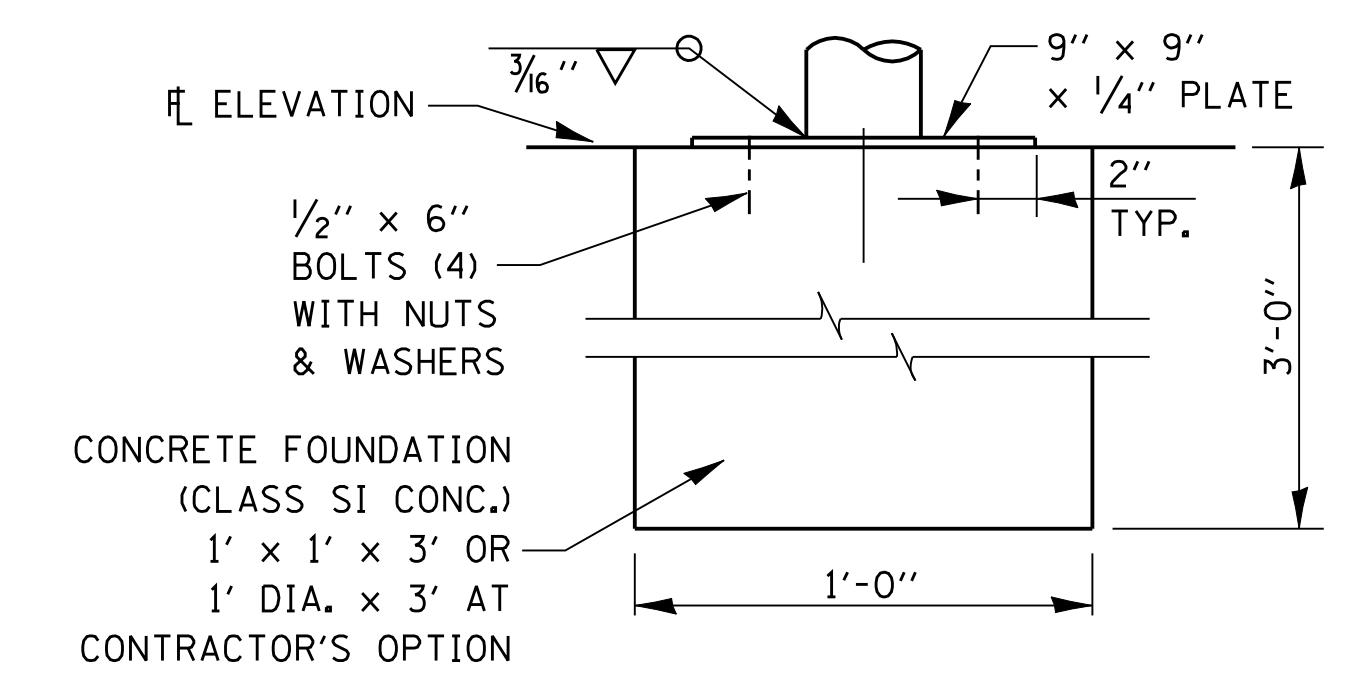 3/16"
9" x 9"
x 1/4" PLATE
FL ELEVATION
2"
TYP.
1/2" x 6"
BOLTS (4)
WITH NUTS
& WASHERS
3'-0"
CONCRETE FOUNDATION
(CLASS SI CONC.)
1' x 1' x 3' OR
1' DIA. x 3' AT
CONTRACTOR'S OPTION
1'-0"